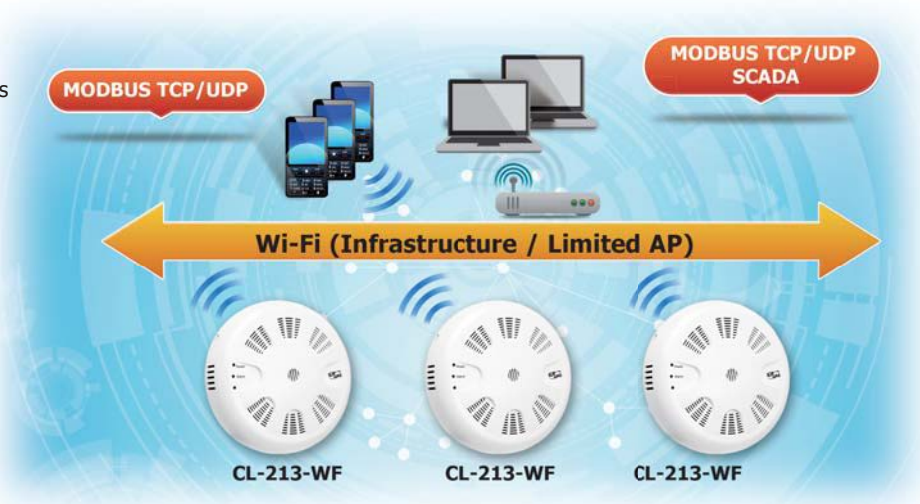 s
MODBUS TCP/UDP
MODBUS TCP/UDP
SCADA
Wi-Fi (Infrastructure / Limited AP)
CL-213-WF
CL-213-WF
CL-213-WF